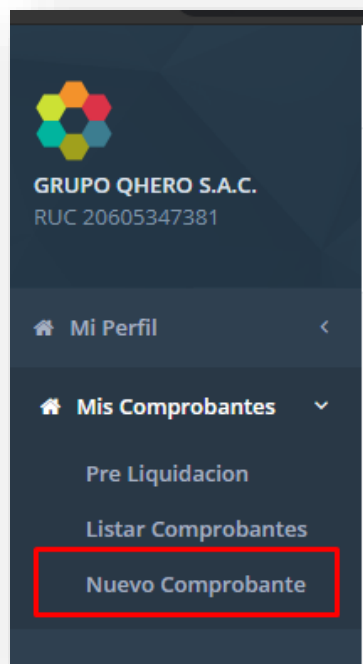 GRUPO QHERO S.A.C.
RUC 20605347381
Mi Perfil
Mis Comprobantes
Pre Liquidacion
Listar Comprobantes
Nuevo Comprobante